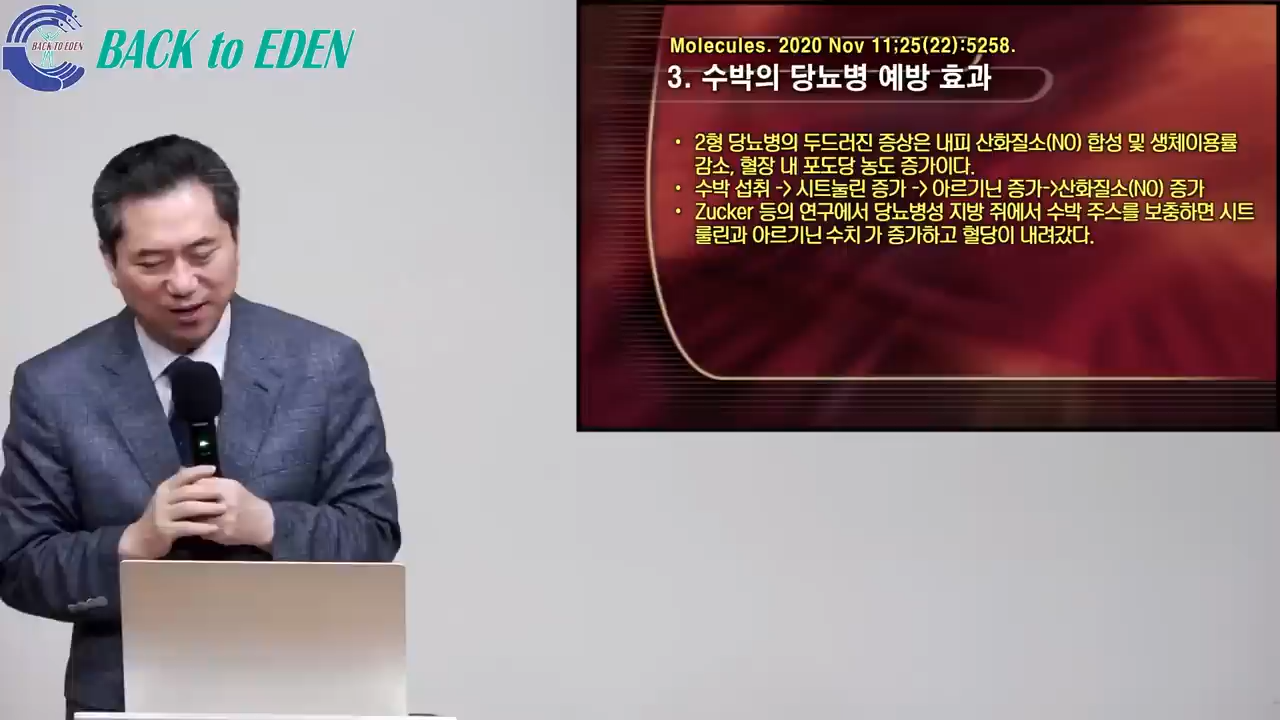 BACK TO EDEN
BACK to EDEN
Molecules. 2020 Nov 11;25(22):5258.
3. 수박의 당뇨병 예방 효과
• 2형 당뇨병의 두드러진 증상은 내피 산화질소(NO) 합성 및 생체이용률
감소, 혈장 내 포도당 농도 증가이다.
• 수박 섭취 -> 시트눌린 증가 -> 아르기닌 증가->산화질소(NO) 증가
• Zucker 등의 연구에서 당뇨병성 지방 쥐에서 수박 주스를 보충하면 시트
룰린과 아르기닌 수치 가 증가하고 혈당이 내려갔다.